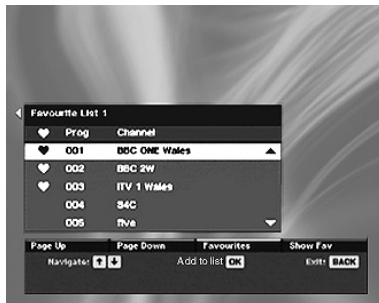 Favourite List 1
Prog Channel
001 BBC ONE Wales
002 BBC 2W
003 ITV 1 Wales
004 S4C
005 five
Page Up Page Down Favourites Show Fav
Navigate: Add to list OK Exit: BACK